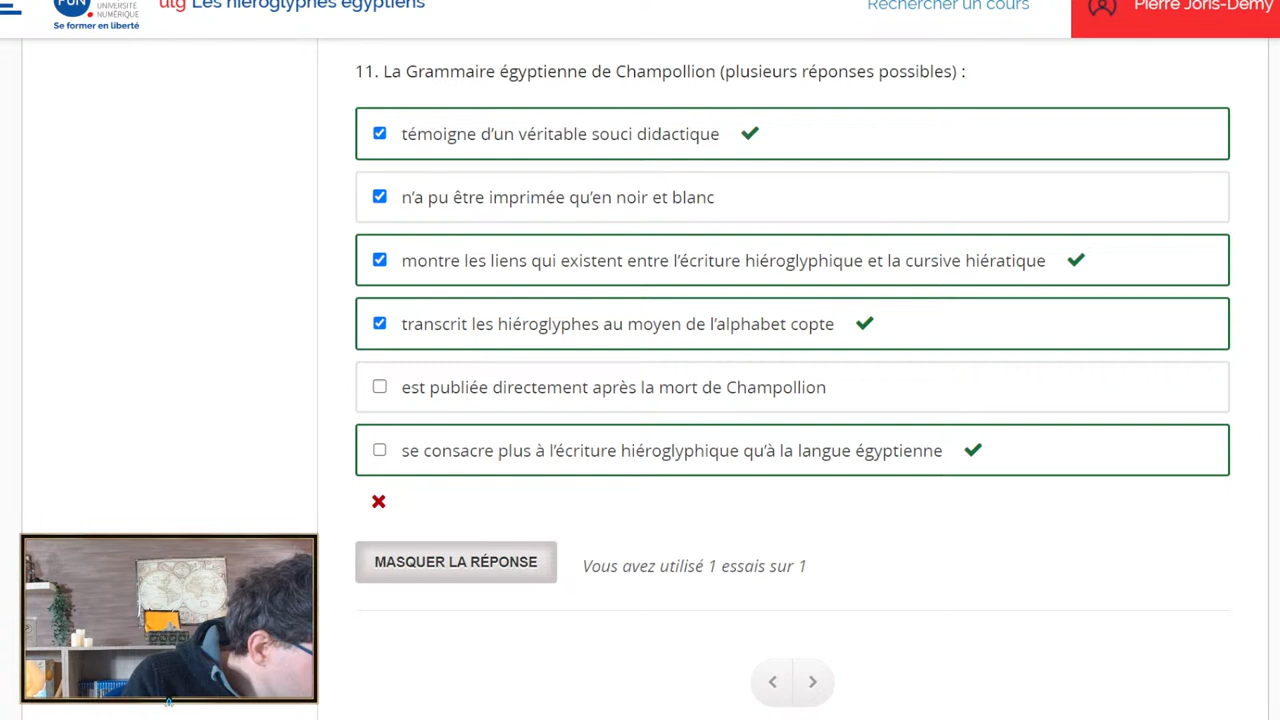 FUN
UNIVERSITÉ
NUMÉRIQUE
Se former en liberté
ulg Les hiéroglyphes égyptiens
Rechercher un cours
Pierre Joris-Demy
11. La Grammaire égyptienne de Champollion (plusieurs réponses possibles) :
témoigne d’un véritable souci didactique
n’a pu être imprimée qu’en noir et blanc
montre les liens qui existent entre l’écriture hiéroglyphique et la cursive hiératique
transcrit les hiéroglyphes au moyen de l’alphabet copte
est publiée directement après la mort de Champollion
se consacre plus à l’écriture hiéroglyphique qu’à la langue égyptienne
MASQUER LA RÉPONSE
Vous avez utilisé 1 essais sur 1